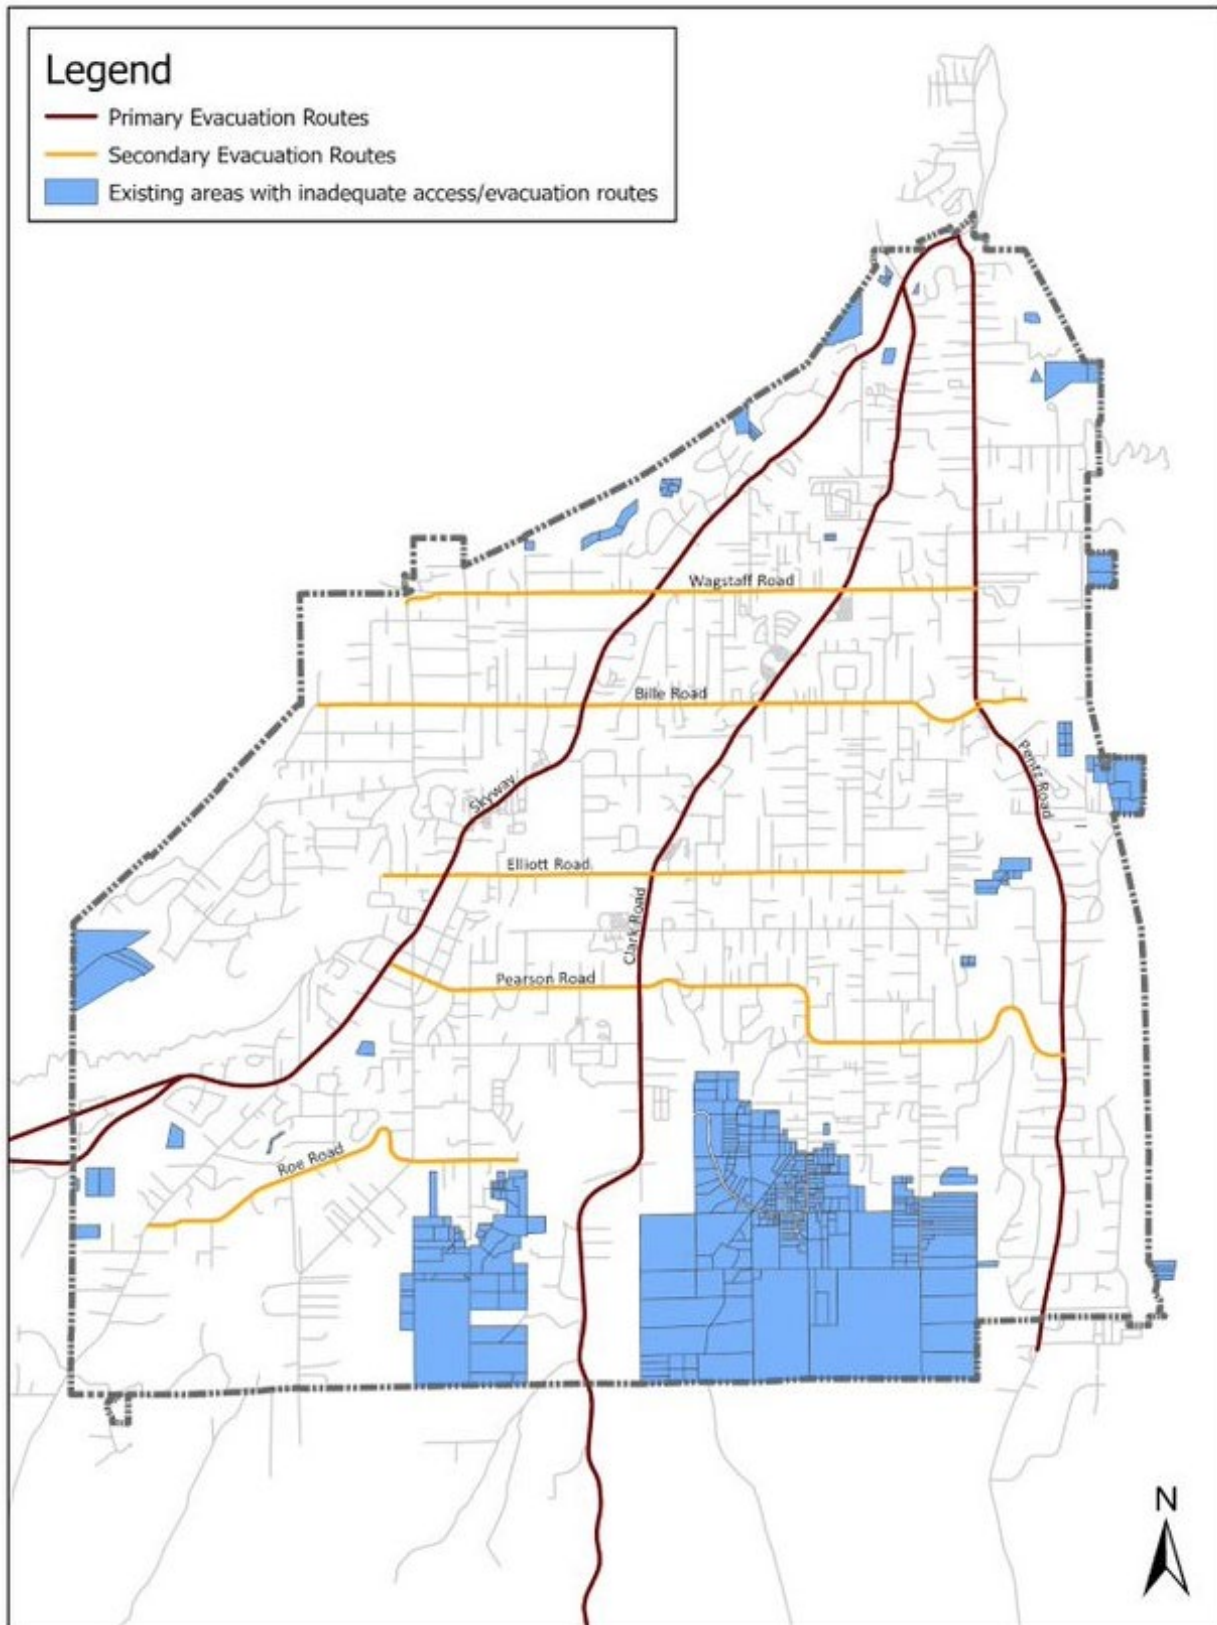 Legend
Primary Evacuation Routes
Secondary Evacuation Routes
Existing areas with inadequate access/evacuation routes
Wagstaff Road
Bille Road
Skyway
Pentz Road
Elliott Road
Clark Road
Pearson Road
Roe Road
N